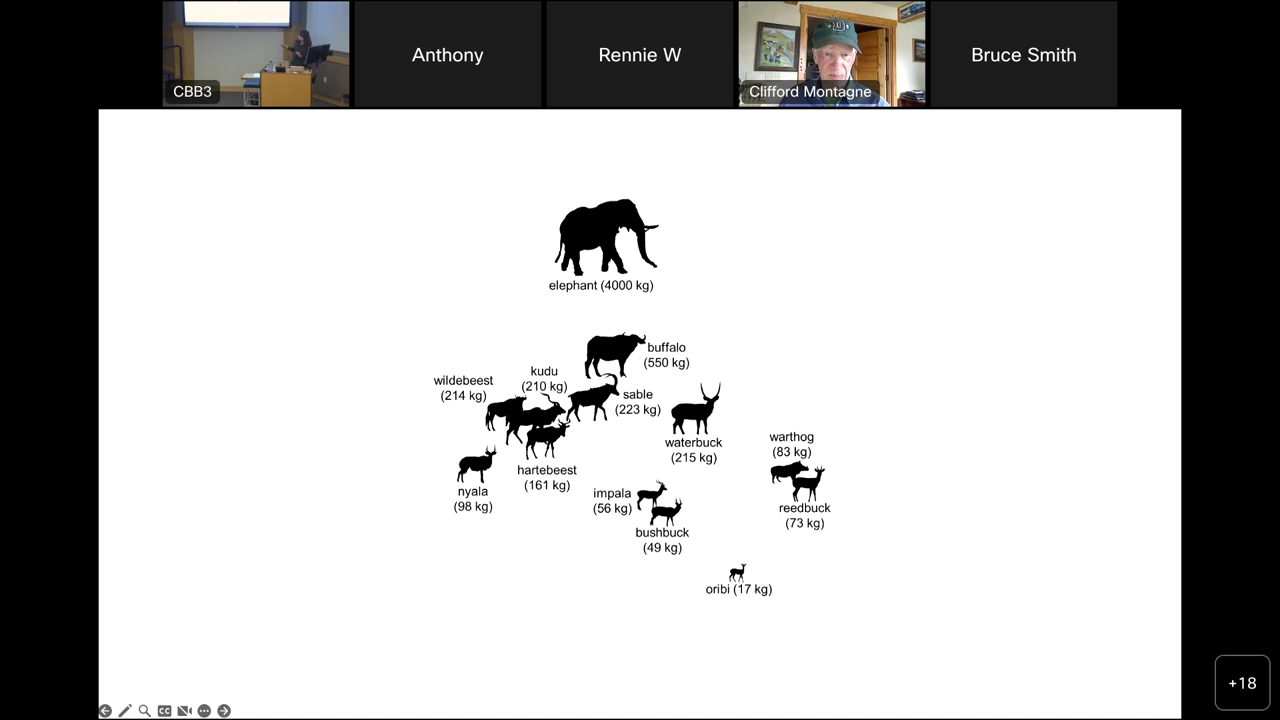 CBB3
Anthony
Rennie W
Clifford Montagne
Bruce Smith
elephant (4000 kg)
buffalo
(550 kg)
kudu
(210 kg)
wildebeest
(214 kg)
sable
(223 kg)
waterbuck
(215 kg)
warthog
(83 kg)
hartebeest
(161 kg)
nyala
(98 kg)
impala
(56 kg)
reedbuck
(73 kg)
bushbuck
(49 kg)
oribi (17 kg)
+18
CC